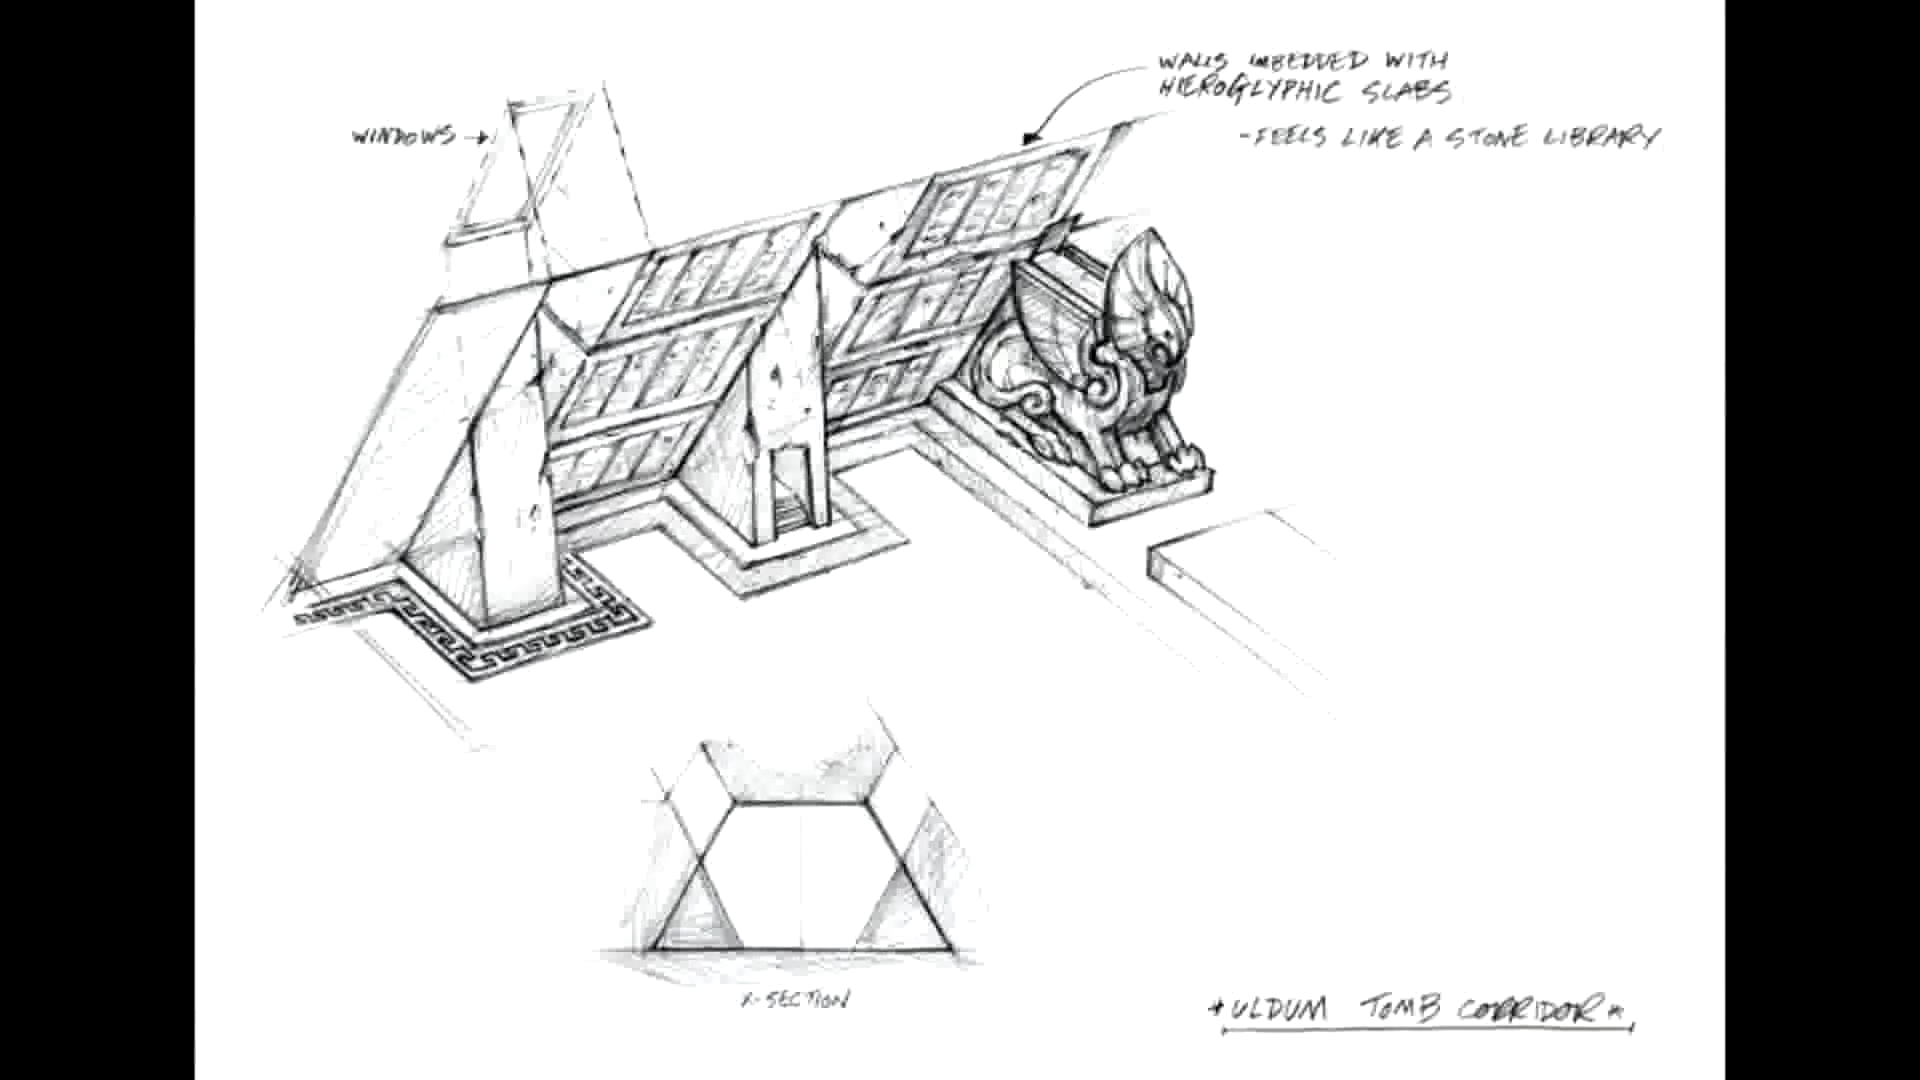 WALLS IMBEDDED WITH
HIEROGLYPHIC SLABS
-FEELS LIKE A STONE LIBRARY
WINDOWS
X-SECTION
*ULDUM TOMB CORRIDOR*